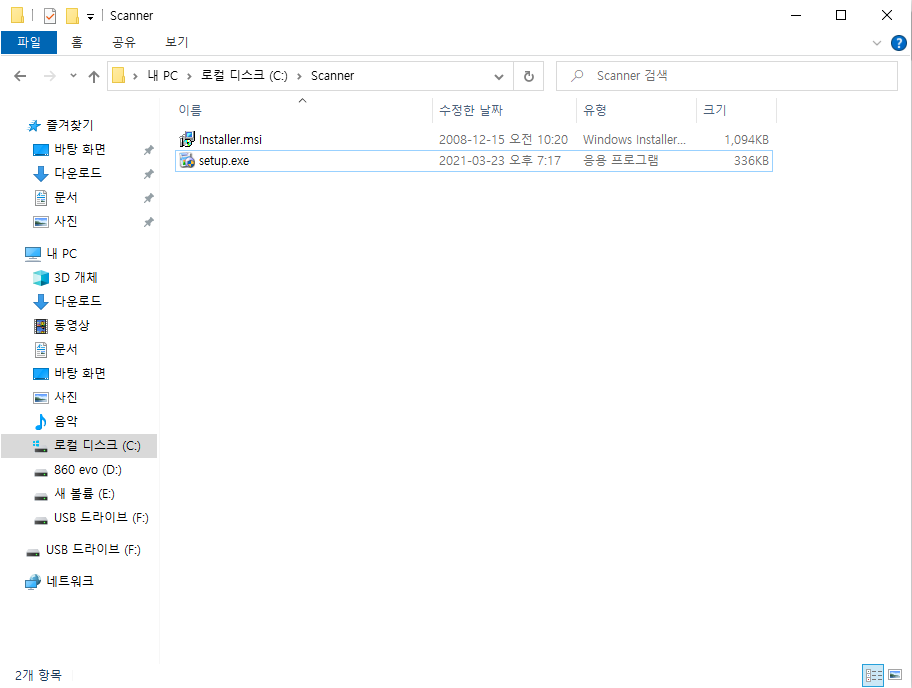 Scanner
파일 홈 공유 보기
내 PC 로컬 디스크 (C:) Scanner
Scanner 검색
이름 수정한 날짜 유형 크기
Installer.msi 2008-12-15 오전 10:20 Windows Installer... 1,094KB
setup.exe 2021-03-23 오후 7:17 응용 프로그램 336KB
즐겨찾기
바탕 화면
다운로드
문서
사진
내 PC
3D 개체
다운로드
동영상
문서
바탕 화면
사진
음악
로컬 디스크 (C:)
860 evo (D:)
새 볼륨 (E:)
USB 드라이브 (F:)
USB 드라이브 (F:)
네트워크
2개 항목